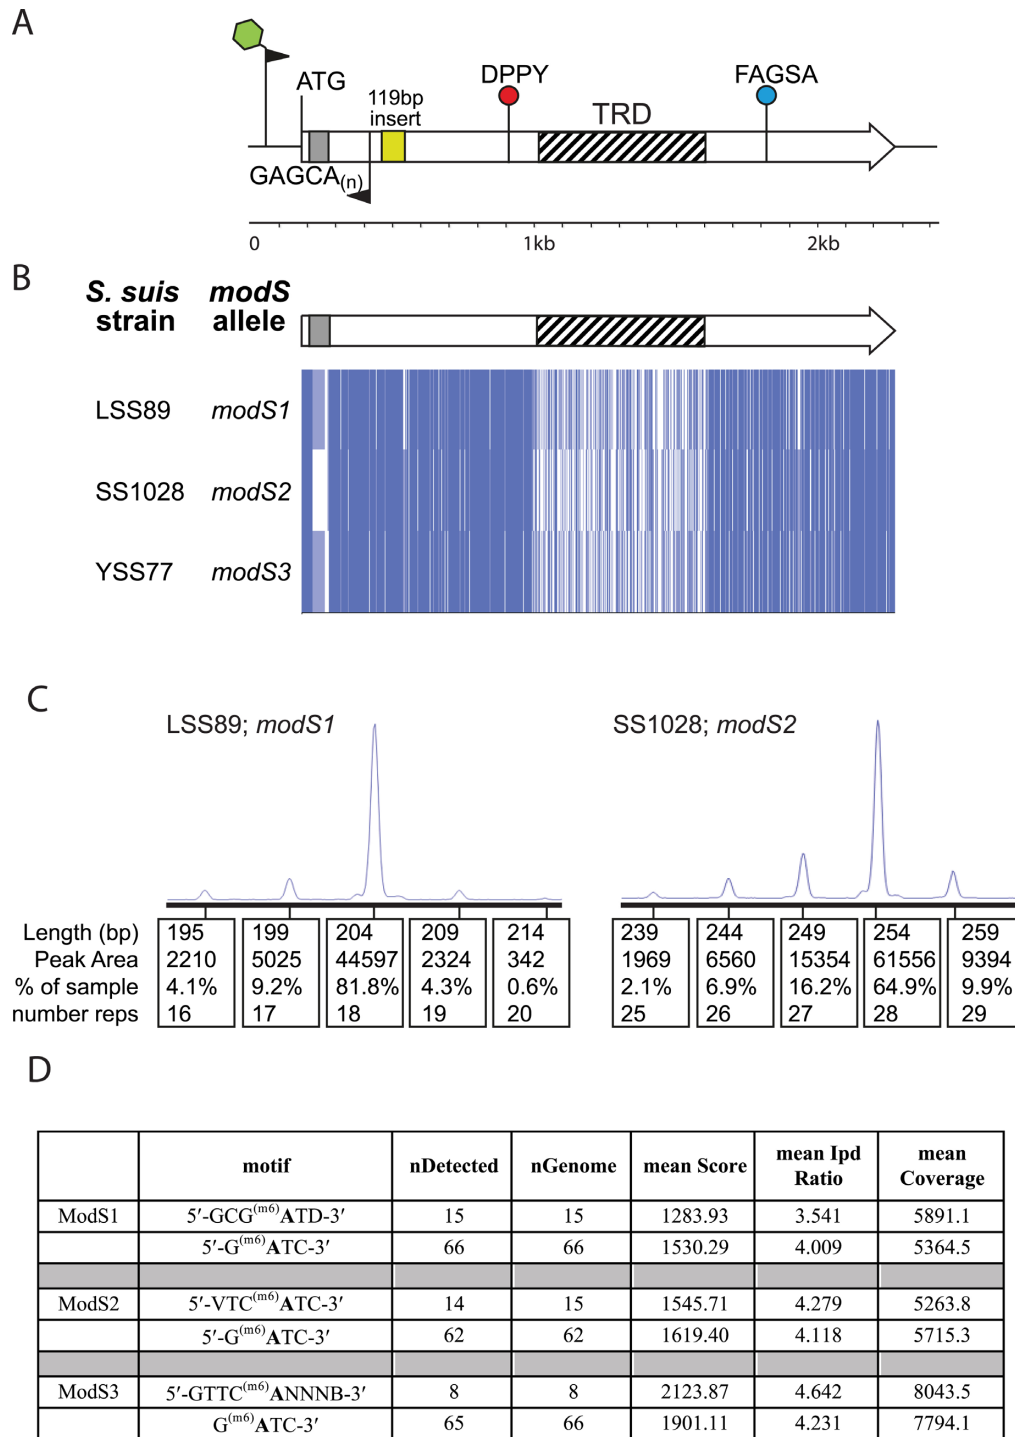 A
ATG
119bp
insert
DPPY
TRD
FAGSA
GAGCA(n)
0 1kb 2kb
B
S. suis modS
strain allele
LSS89 modS1
SS1028 modS2
YSS77 modS3
C
LSS89; modS1 SS1028; modS2
Length (bp) 195 199 204 209 214 239 244 249 254 259
Peak Area 2210 5025 44597 2324 342 1969 6560 15354 61556 9394
% of sample 4.1% 9.2% 81.8% 4.3% 0.6% 2.1% 6.9% 16.2% 64.9% 9.9%
number reps 16 17 18 19 20 25 26 27 28 29
D
motif nDetected nGenome mean Score mean Ipd Ratio mean Coverage
ModS1 5′-GCG(m6)ATD-3′ 15 15 1283.93 3.541 5891.1
5′-G(m6)ATC-3′ 66 66 1530.29 4.009 5364.5
ModS2 5′-VTC(m6)ATC-3′ 14 15 1545.71 4.279 5263.8
5′-G(m6)ATC-3′ 62 62 1619.40 4.118 5715.3
ModS3 5′-GTTC(m6)ANNNB-3′ 8 8 2123.87 4.642 8043.5
G(m6)ATC-3′ 65 66 1901.11 4.231 7794.1